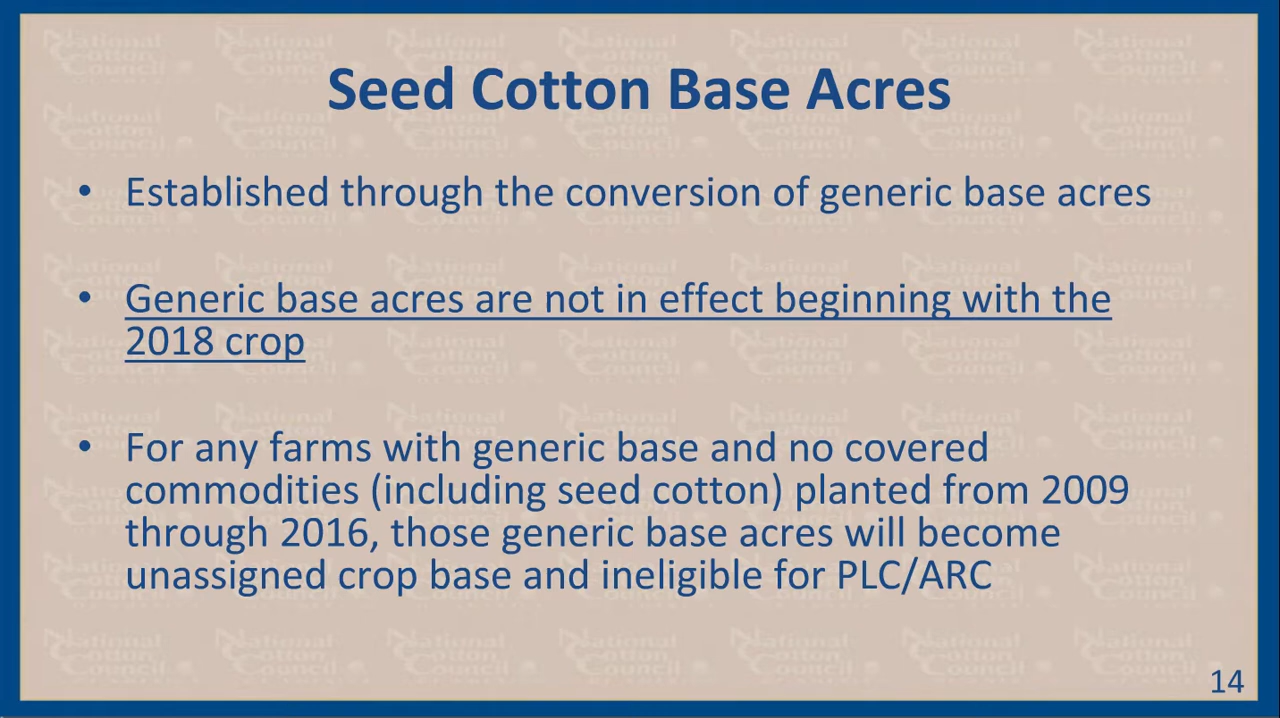 Seed Cotton Base Acres
• Established through the conversion of generic base acres
• Generic base acres are not in effect beginning with the
2018 crop
• For any farms with generic base and no covered
commodities (including seed cotton) planted from 2009
through 2016, those generic base acres will become
unassigned crop base and ineligible for PLC/ARC
14